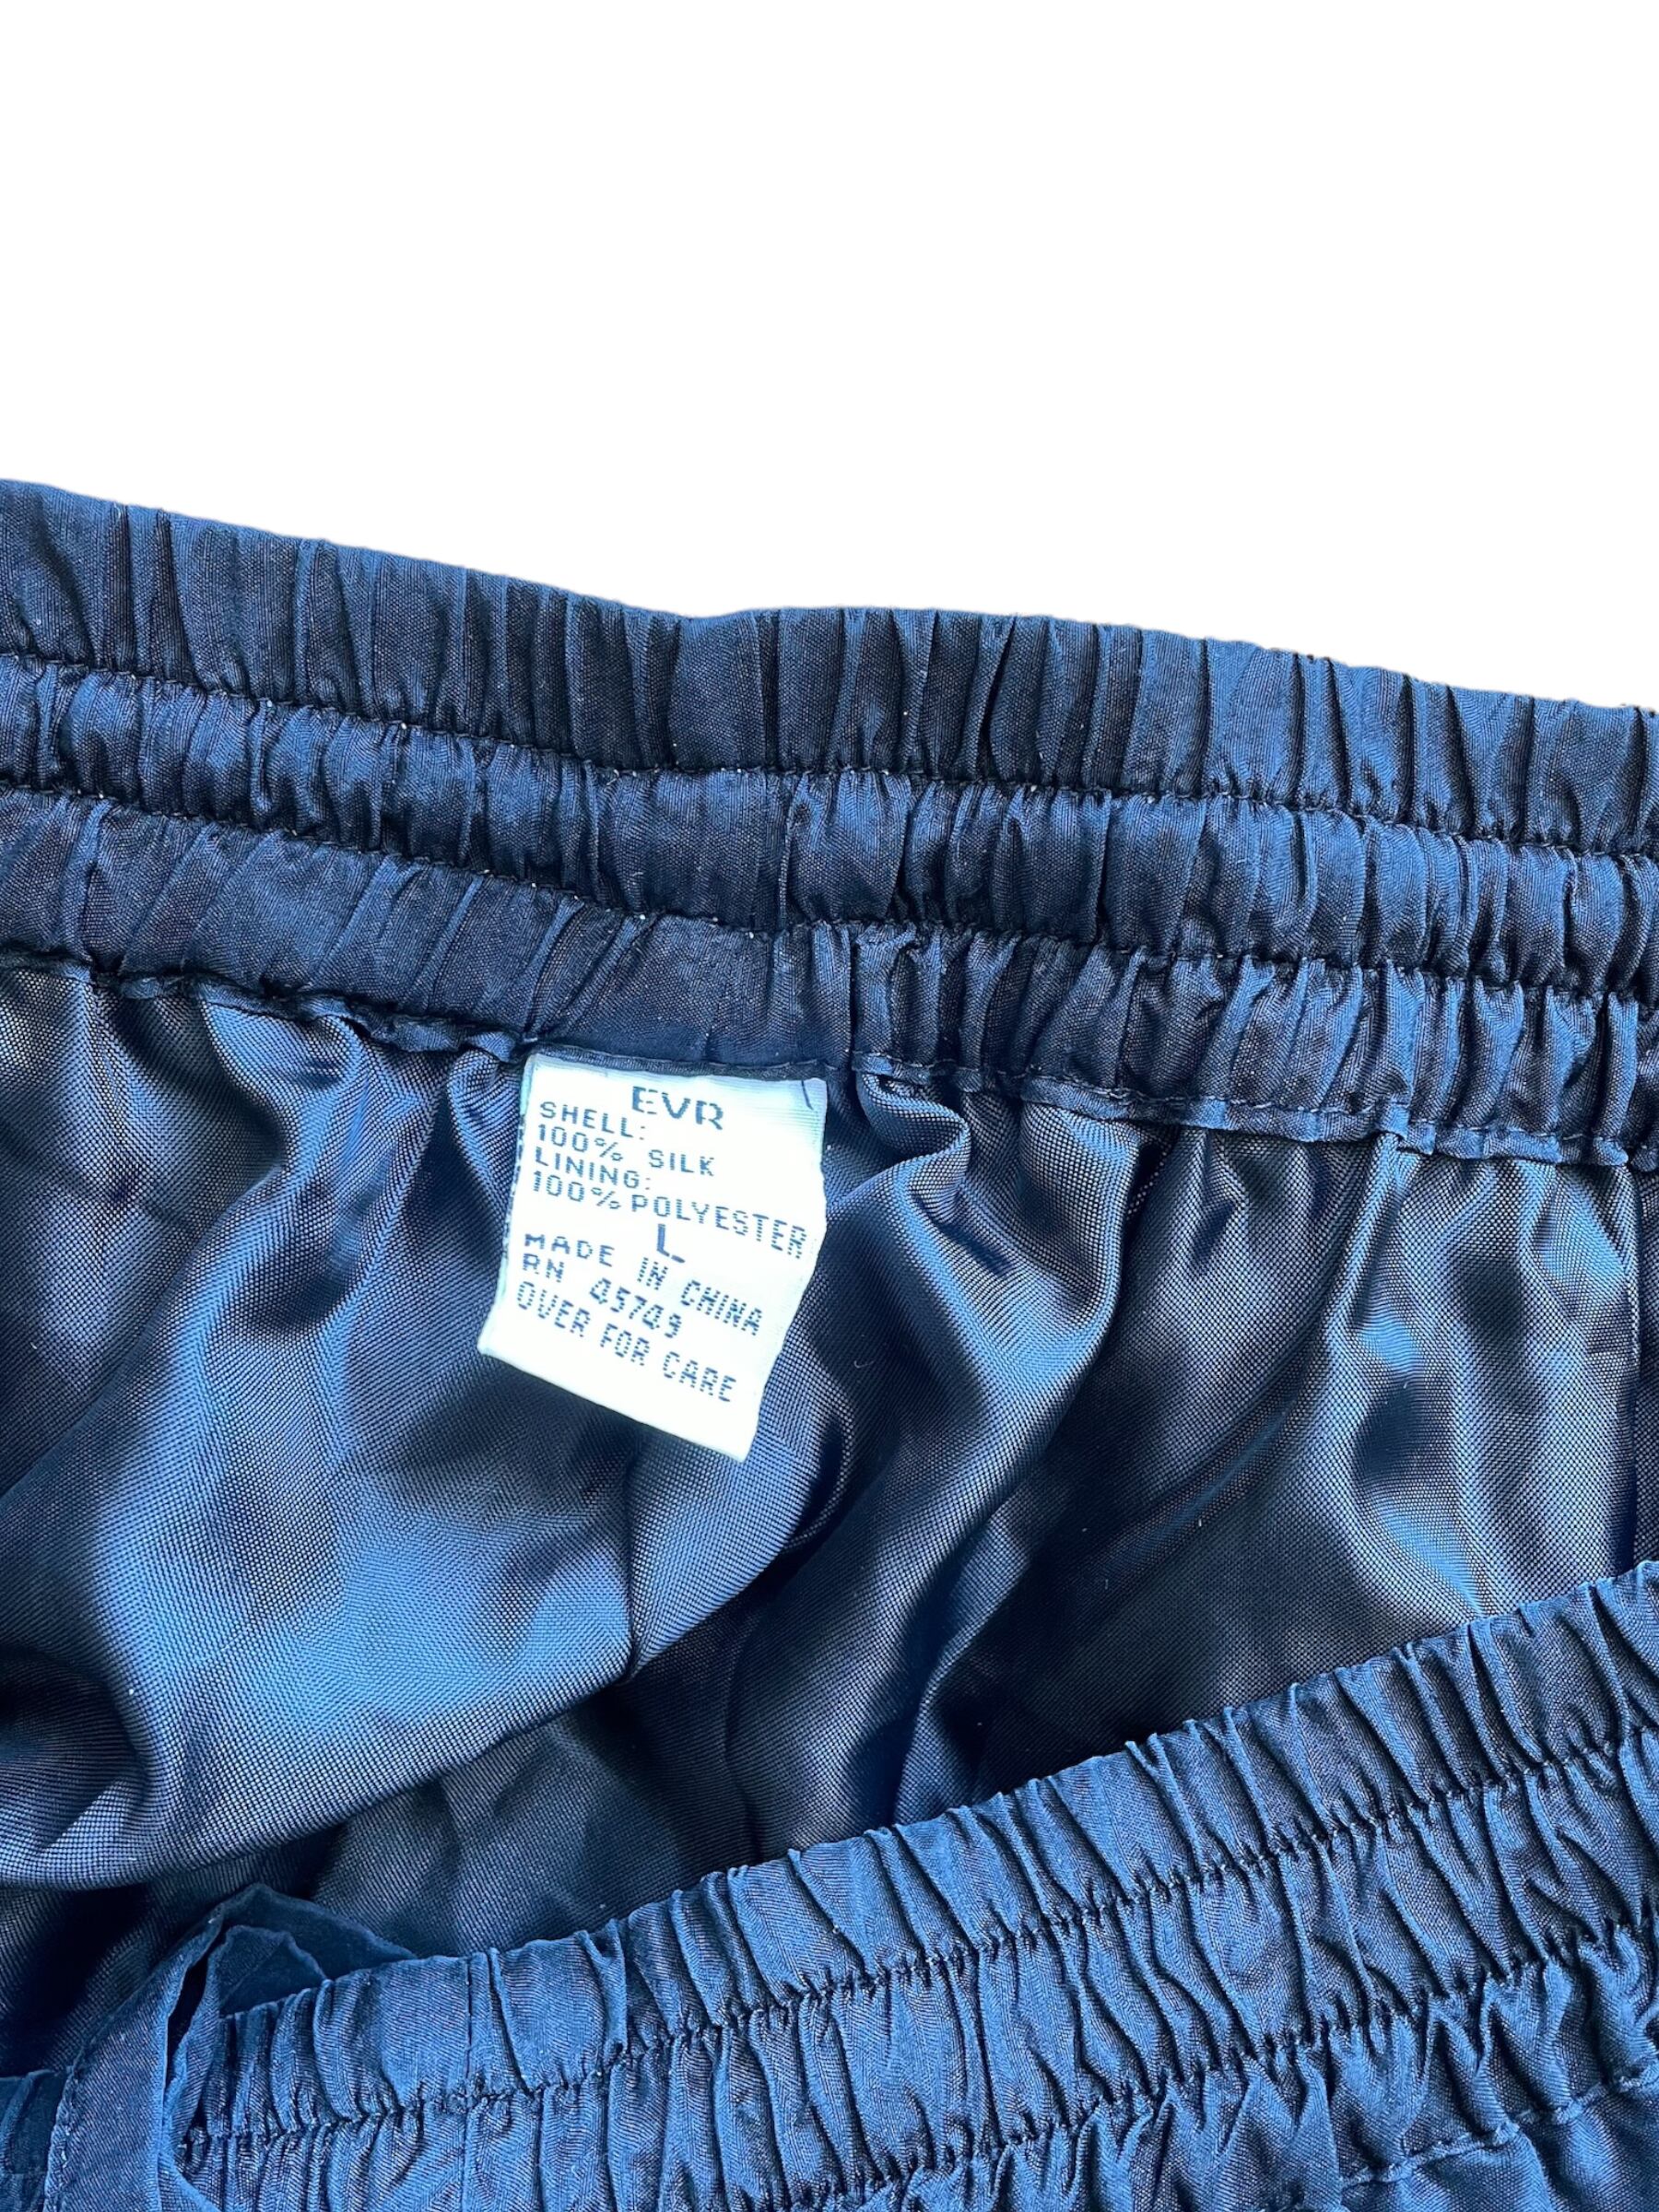 EVR
SHELL:
100% SILK
LINING:
100% POLYESTER
L
MADE IN CHINA
RN 45749
OVER FOR CARE